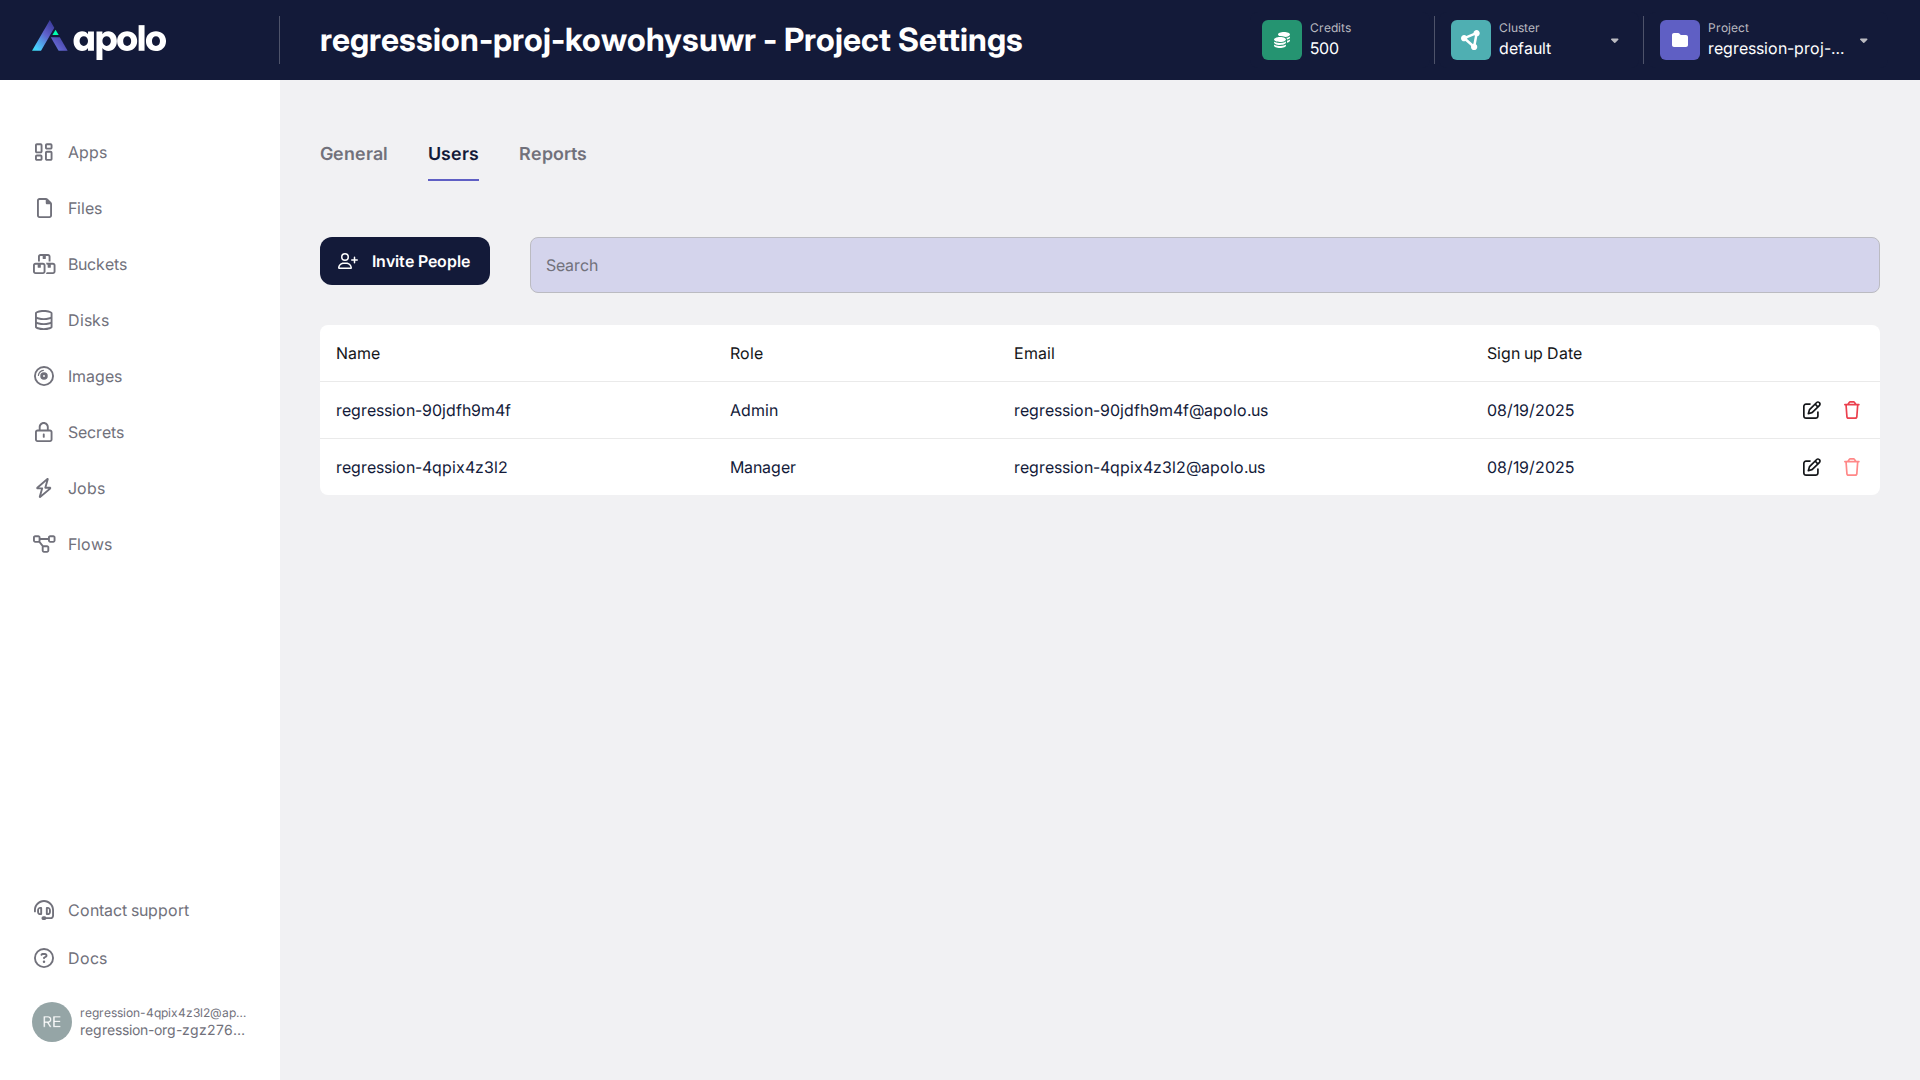 apolo
regression-proj-kowohysuwr - Project Settings
Credits
500
Cluster
default
Project
regression-proj-...
Apps
Files
Buckets
Disks
Images
Secrets
Jobs
Flows
Contact support
Docs
RE
regression-4qpix4z3l2@ap...
regression-org-zgz276...
General Users Reports
Invite People
Search
Name Role Email Sign up Date
regression-90jdfh9m4f Admin regression-90jdfh9m4f@apolo.us 08/19/2025
regression-4qpix4z3l2 Manager regression-4qpix4z3l2@apolo.us 08/19/2025